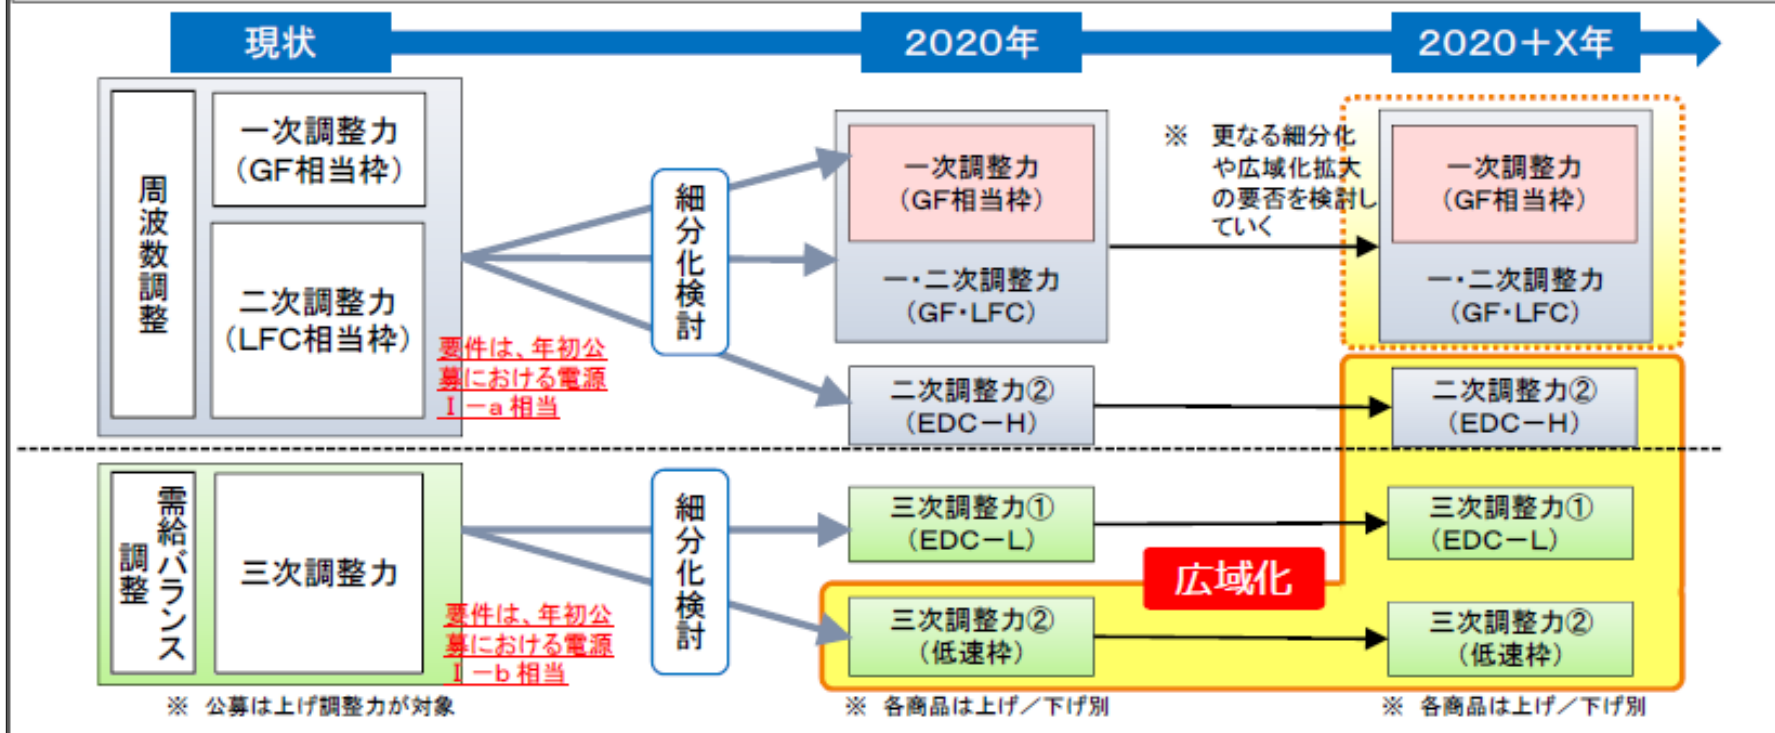 現状
2020年
2020＋X年
周波数調整
一次調整力
（GF相当枠）
二次調整力
（LFC相当枠）
要件は、年初公
募における電源
Ⅰ－a 相当
細分化検討
一次調整力
（GF相当枠）
一・二次調整力
（GF・LFC）
二次調整力②
（EDC－H）
※ 更なる細分化
や広域化拡大
の要否を検討し
ていく
一次調整力
（GF相当枠）
一・二次調整力
（GF・LFC）
二次調整力②
（EDC－H）
需給バランス
調整
三次調整力
要件は、年初公
募における電源
Ⅰ－b 相当
※ 公募は上げ調整力が対象
細分化検討
三次調整力①
（EDC－L）
広域化
三次調整力②
（低速枠）
※ 各商品は上げ／下げ別
三次調整力①
（EDC－L）
三次調整力②
（低速枠）
※ 各商品は上げ／下げ別